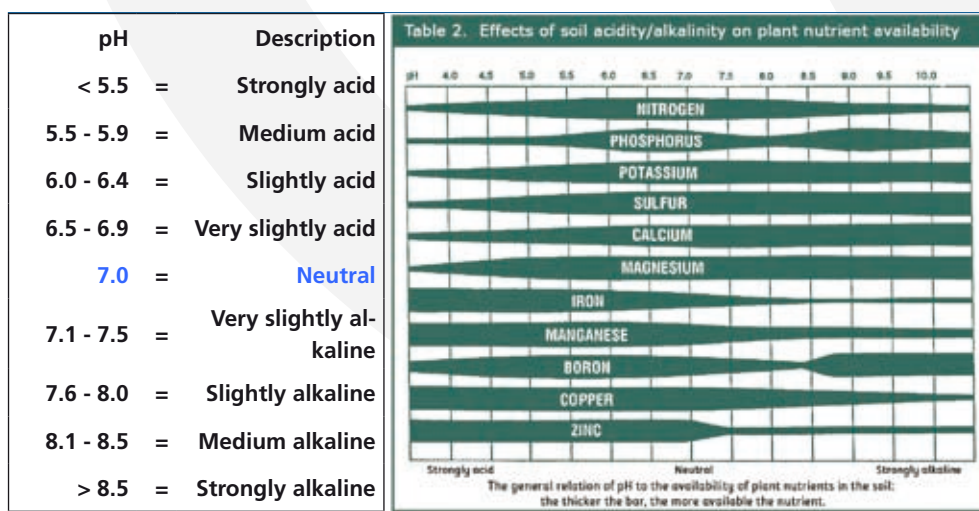 pH Description
< 5.5 = Strongly acid
5.5 - 5.9 = Medium acid
6.0 - 6.4 = Slightly acid
6.5 - 6.9 = Very slightly acid
7.0 = Neutral
7.1 - 7.5 = Very slightly al-
kaline
7.6 - 8.0 = Slightly alkaline
8.1 - 8.5 = Medium alkaline
> 8.5 = Strongly alkaline
Table 2. Effects of soil acidity/alkalinity on plant nutrient availability
pH 4.0 4.5 5.0 5.5 6.0 6.5 7.0 7.5 8.0 8.5 9.0 9.5 10.0
NITROGEN
PHOSPHORUS
POTASSIUM
SULFUR
CALCIUM
MAGNESIUM
IRON
MANGANESE
BORON
COPPER
ZINC
Strongly acid Neutral Strongly alkaline
The general relation of pH to the availability of plant nutrients in the soil:
the thicker the bar, the more available the nutrient.